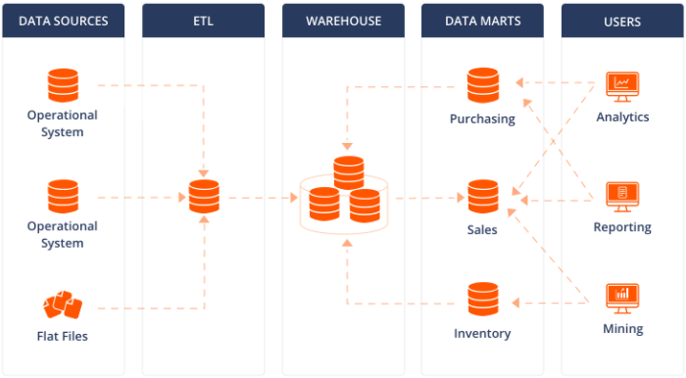 DATA SOURCES
ETL
WAREHOUSE
DATA MARTS
USERS
Operational
System
Purchasing
Analytics
Operational
System
Sales
Reporting
Flat Files
Inventory
Mining